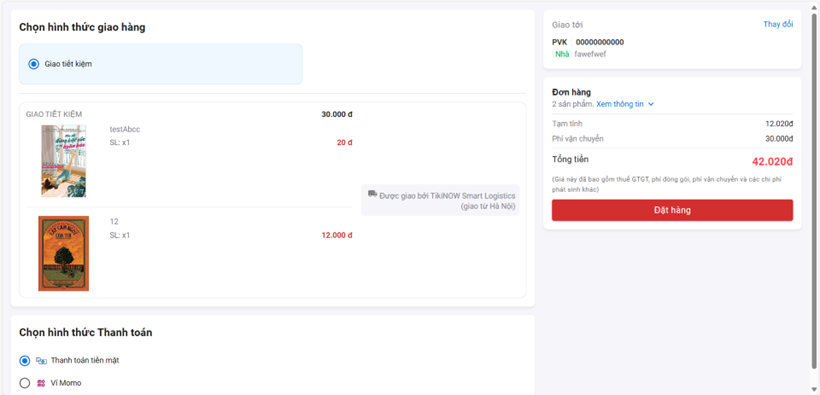 Chọn hình thức giao hàng
Giao tiết kiệm
GIAO TIẾT KIỆM
30.000 đ
testAbcc
SL: x1
20 đ
Được giao bởi TikiNOW Smart Logistics
(giao từ Hà Nội)
12
SL: x1
12.000 đ
Chọn hình thức Thanh toán
Thanh toán tiền mặt
Ví Momo
Giao tới
Thay đổi
PVK 00000000000
Nhà fawefwef
Đơn hàng
2 sản phẩm. Xem thông tin
Tạm tính
12.020đ
Phí vận chuyển
30.000đ
Tổng tiền
42.020đ
(Giá này đã bao gồm thuế GTGT, phí đóng gói, phí vận chuyển và các chi phí
phát sinh khác)
Đặt hàng